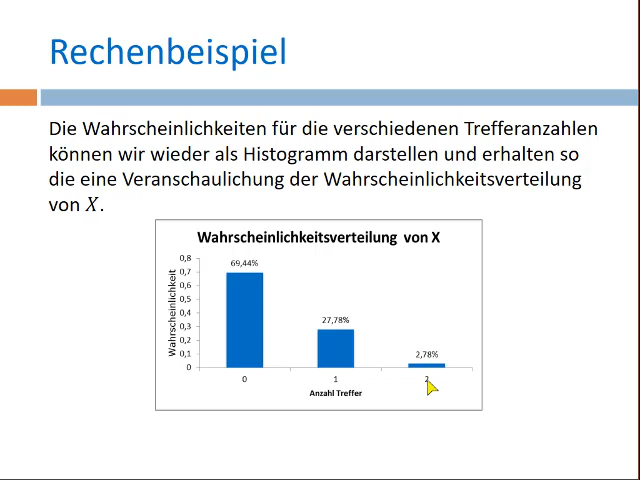 Rechenbeispiel
Die Wahrscheinlichkeiten für die verschiedenen Trefferanzahlen
können wir wieder als Histogramm darstellen und erhalten so
die eine Veranschaulichung der Wahrscheinlichkeitsverteilung
von X.
Wahrscheinlichkeitsverteilung von X
Wahrscheinlichkeit
0,8
0,7
0,6
0,5
0,4
0,3
0,2
0,1
0
69,44%
27,78%
2,78%
0 1 2
Anzahl Treffer